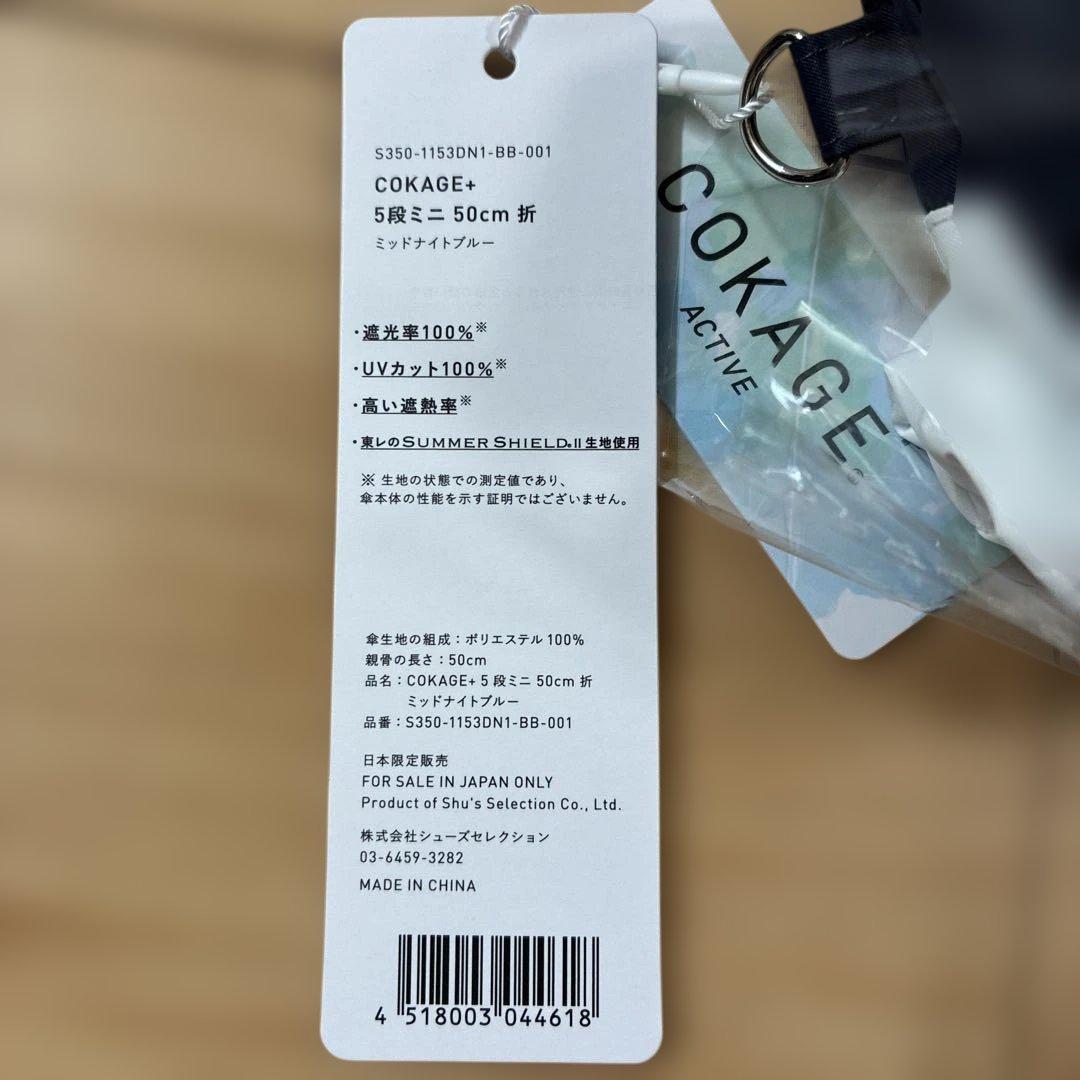 S350-1153DN1-BB-001
COKAGE+
5段ミニ 50cm 折
ミッドナイトブルー
・遮光率100%※
・UVカット100%※
・高い遮熱率※
・東レのSUMMER SHIELD®II生地使用
※ 生地の状態での測定値であり、
傘本体の性能を示す証明ではございません。
傘生地の組成：ポリエステル 100%
親骨の長さ：50cm
品名：COKAGE+ 5 段ミニ 50cm 折
ミッドナイトブルー
品番：S350-1153DN1-BB-001
日本限定販売
FOR SALE IN JAPAN ONLY
Product of Shu's Selection Co., Ltd.
株式会社シューズセレクション
03-6459-3282
MADE IN CHINA
4 518003 044618
COKAGE
ACTIVE